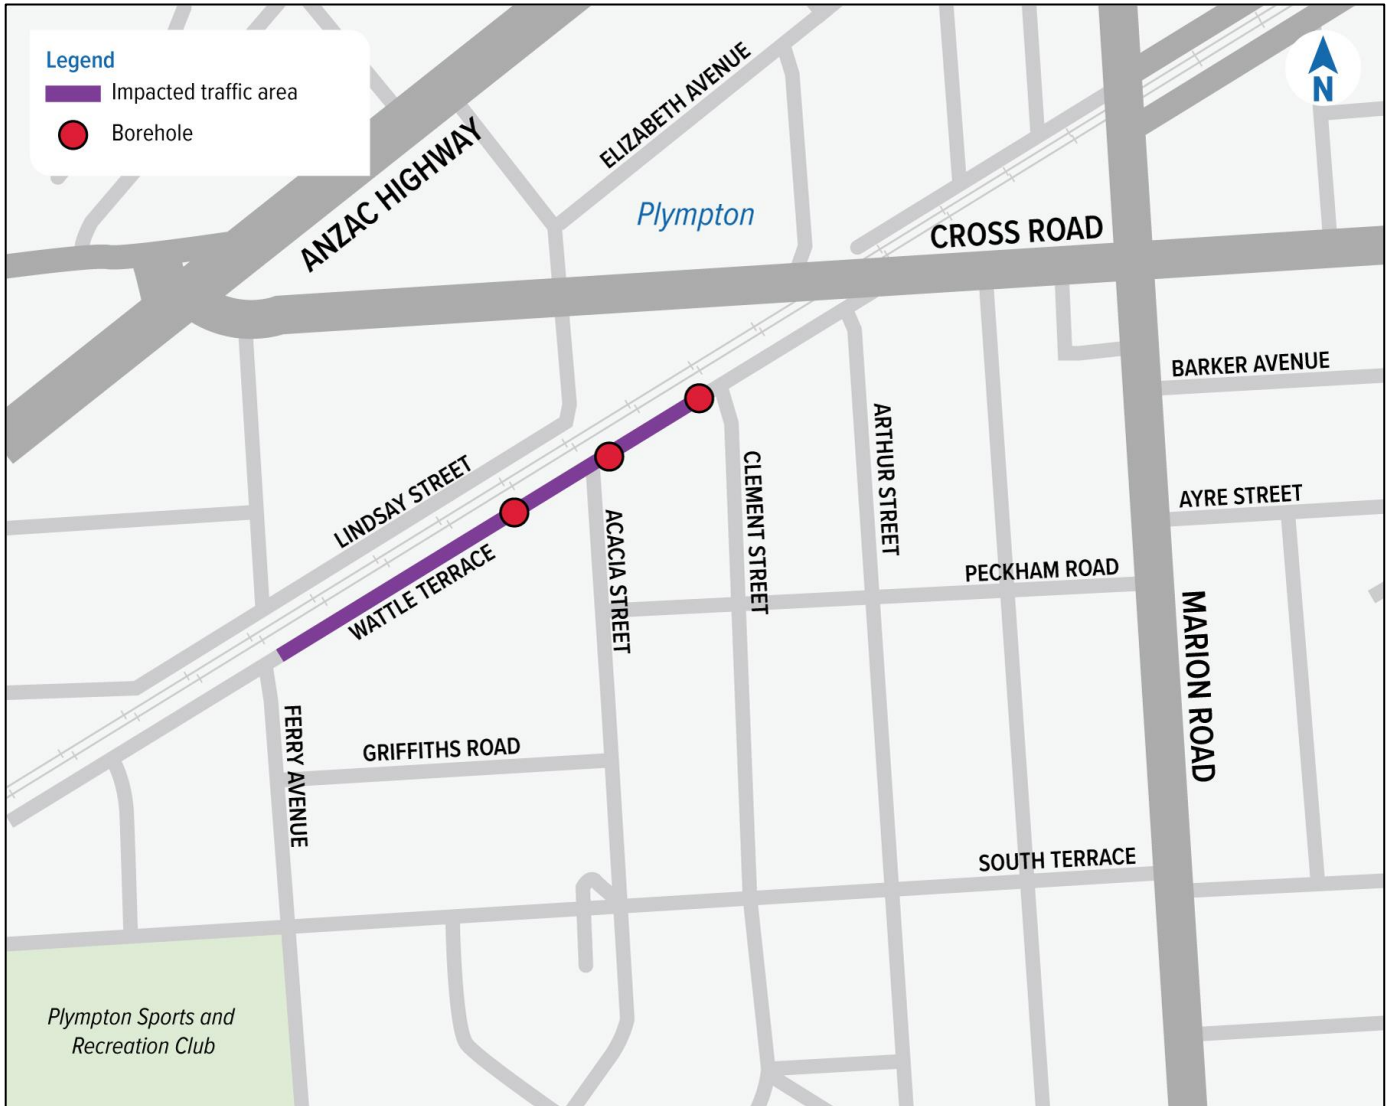 Legend
Impacted traffic area
Borehole
N
ANZAC HIGHWAY
ELIZABETH AVENUE
Plympton
CROSS ROAD
BARKER AVENUE
LINDSAY STREET
WATTLE TERRACE
ACACIA STREET
CLEMENT STREET
ARTHUR STREET
AYRE STREET
PECKHAM ROAD
MARION ROAD
FERRY AVENUE
GRIFFITHS ROAD
SOUTH TERRACE
Plympton Sports and
Recreation Club